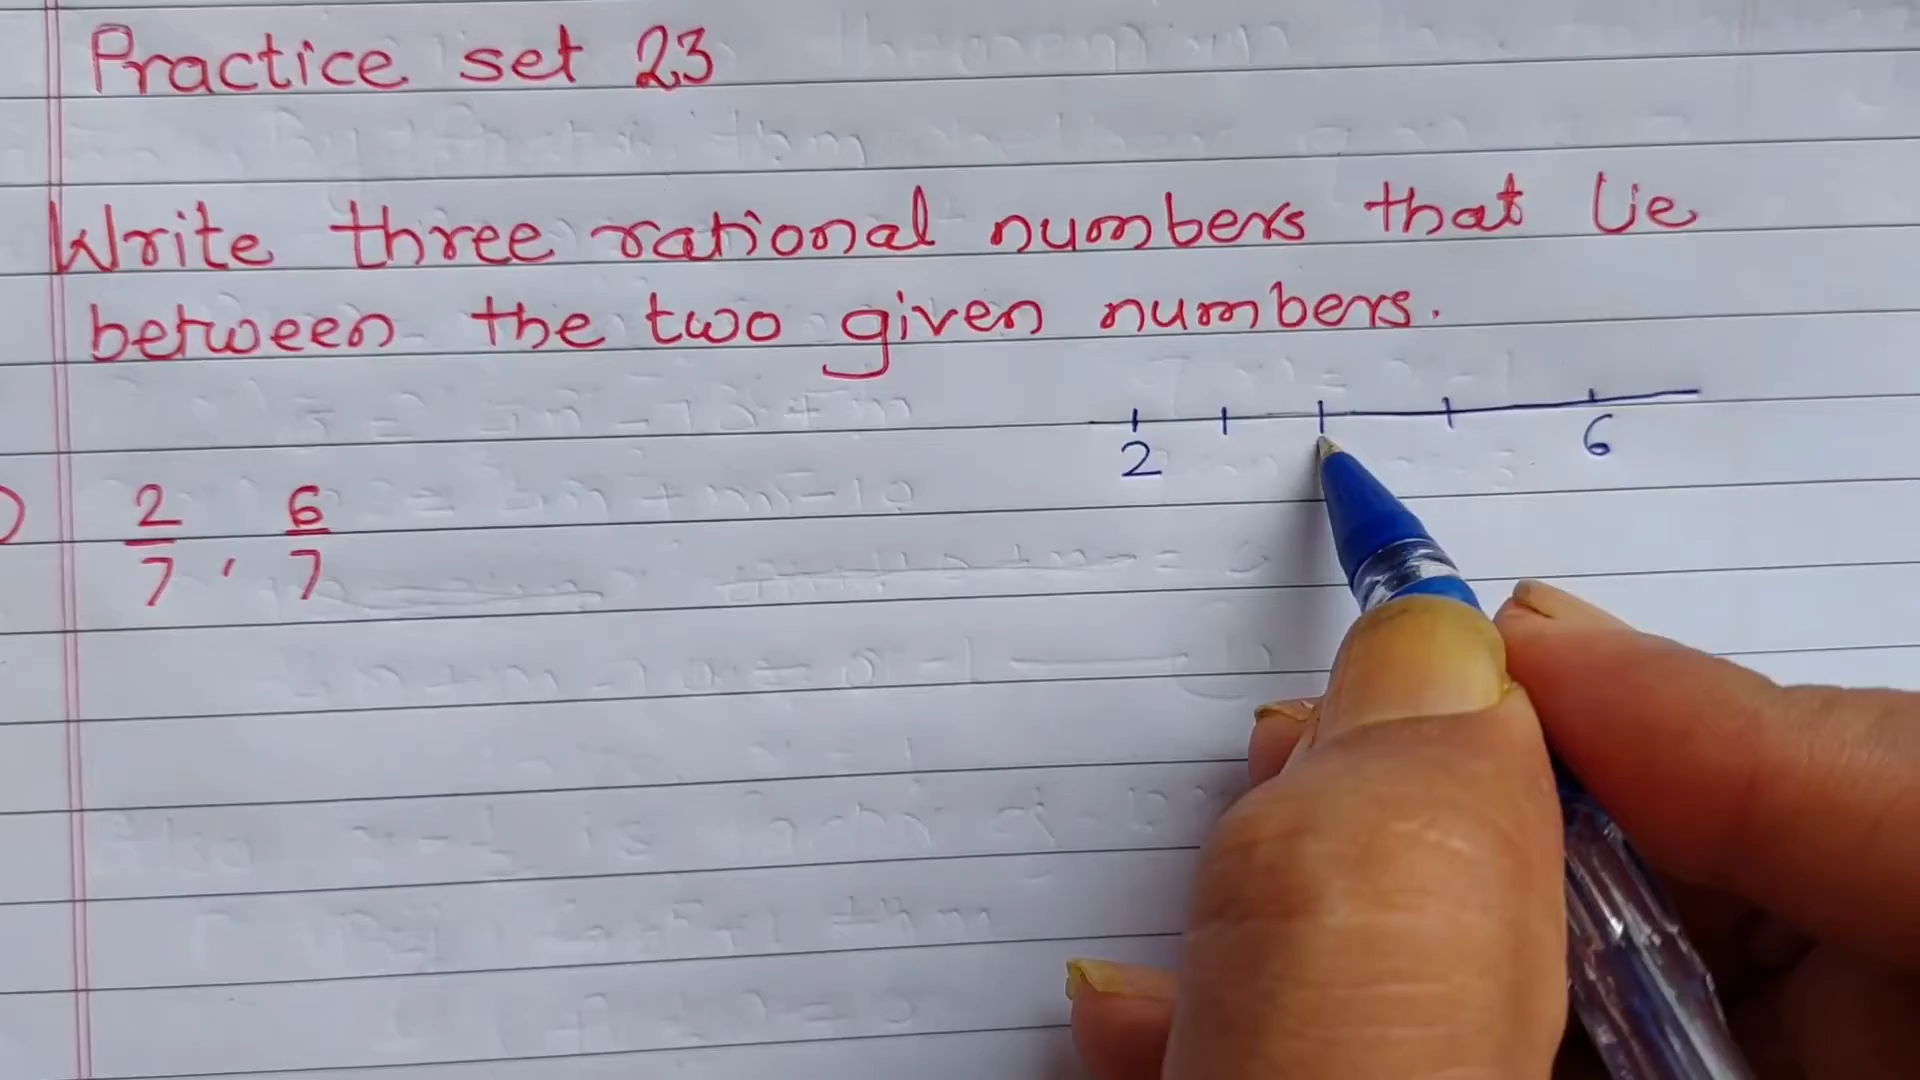 Practice set 23
Write three rational numbers that lie
between the two given numbers.
2 6
) 2/7, 6/7